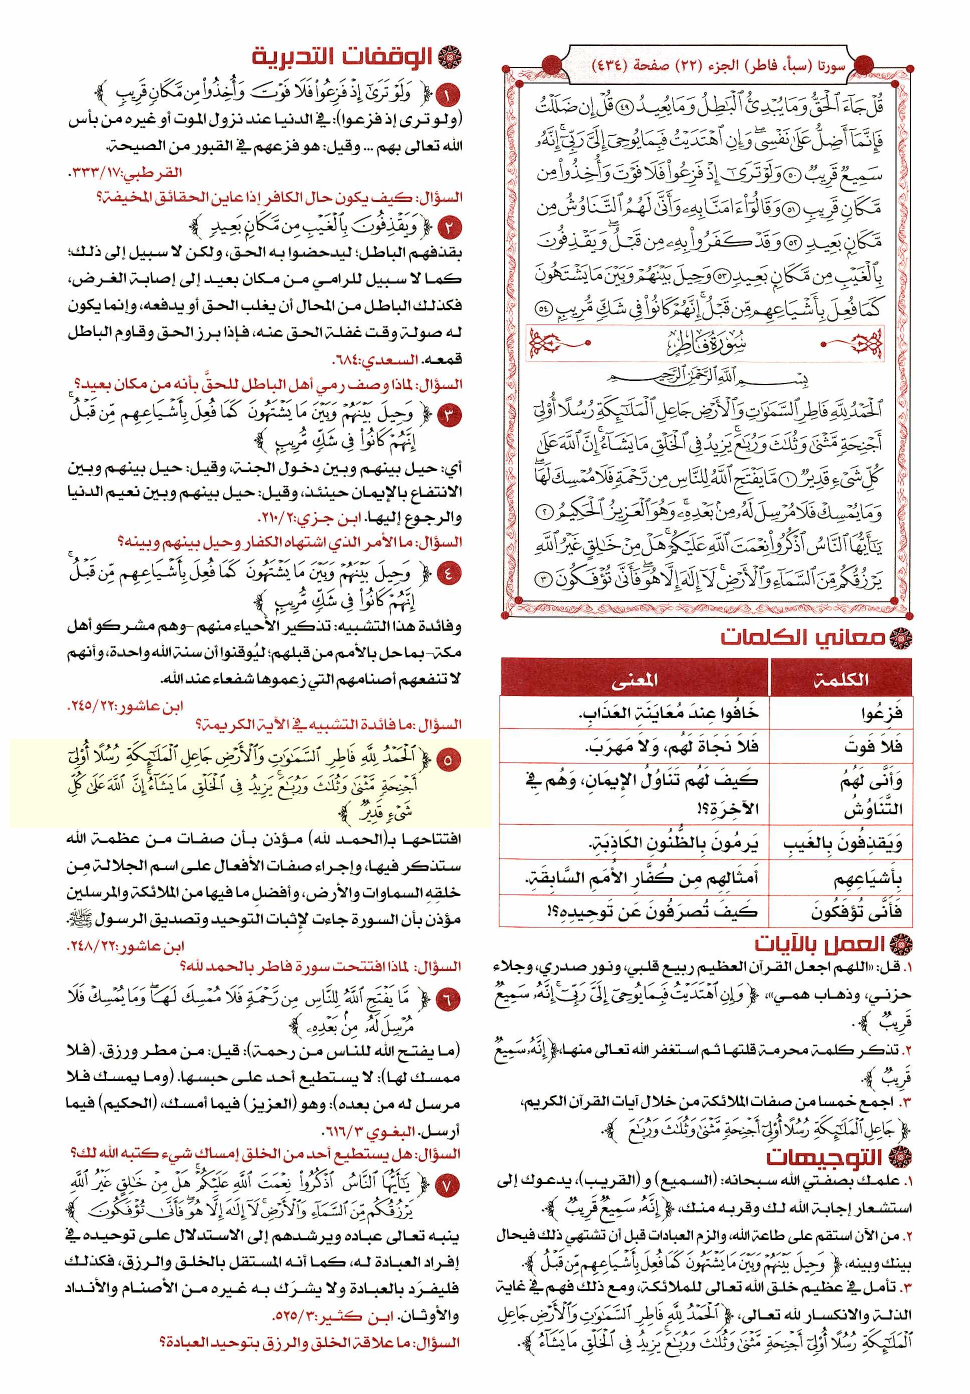 سورتا (سبأ، فاطر) الجزء (٢٢) صفحة (٤٣٤)
قُلْ جَآءَ ٱلْحَقُّ وَمَا يُبْدِئُ ٱلْبَٰطِلُ وَمَا يُعِيدُ ٤٩ قُلْ إِن ضَلَلْتُ
فَإِنَّمَآ أَضِلُّ عَلَىٰ نَفْسِى وَإِنِ ٱهْتَدَيْتُ فَبِمَا يُوحِىٓ إِلَىَّ رَبِّىٓ إِنَّهُۥ
سَمِيعٌ قَرِيبٌ ٥٠ وَلَوْ تَرَىٰٓ إِذْ فَزِعُوا۟ فَلَا فَوْتَ وَأُخِذُوا۟ مِن
مَّكَانٍ قَرِيبٍ ٥١ وَقَالُوٓا۟ ءَامَنَّا بِهِۦ وَأَنَّىٰ لَهُمُ ٱلتَّنَاوُشُ مِن
مَّكَانٍۭ بَعِيدٍ ٥٢ وَقَدْ كَفَرُوا۟ بِهِۦ مِن قَبْلُ وَيَقْذِفُونَ
بِٱلْغَيْبِ مِن مَّكَانٍۭ بَعِيدٍ ٥٣ وَحِيلَ بَيْنَهُمْ وَبَيْنَ مَا يَشْتَهُونَ
كَمَا فُعِلَ بِأَشْيَاعِهِم مِّن قَبْلُ إِنَّهُمْ كَانُوا۟ فِى شَكٍّ مُّرِيبٍۭ ٥٤
سُورَةُ فَاطِرٍ
بِسْمِ ٱللَّهِ ٱلرَّحْمَٰنِ ٱلرَّحِيمِ
ٱلْحَمْدُ لِلَّهِ فَاطِرِ ٱلسَّمَٰوَٰتِ وَٱلْأَرْضِ جَاعِلِ ٱلْمَلَٰٓئِكَةِ رُسُلًا أُو۟لِىٓ
أَجْنِحَةٍ مَّثْنَىٰ وَثُلَٰثَ وَرُبَٰعَ يَزِيدُ فِى ٱلْخَلْقِ مَا يَشَآءُ إِنَّ ٱللَّهَ عَلَىٰ
كُلِّ شَىْءٍ قَدِيرٌ ١ مَّا يَفْتَحِ ٱللَّهُ لِلنَّاسِ مِن رَّحْمَةٍ فَلَا مُمْسِكَ لَهَا
وَمَا يُمْسِكْ فَلَا مُرْسِلَ لَهُۥ مِنۢ بَعْدِهِۦ وَهُوَ ٱلْعَزِيزُ ٱلْحَكِيمُ ٢
يَٰٓأَيُّهَا ٱلنَّاسُ ٱذْكُرُوا۟ نِعْمَتَ ٱللَّهِ عَلَيْكُمْ هَلْ مِنْ خَٰلِقٍ غَيْرُ ٱللَّهِ
يَرْزُقُكُم مِّنَ ٱلسَّمَآءِ وَٱلْأَرْضِ لَآ إِلَٰهَ إِلَّا هُوَ فَأَنَّىٰ تُؤْفَكُونَ ٣
معاني الكلمات
الكلمة المعنى
فَزِعُوا خَافُوا عِندَ مُعَايَنَةِ العَذَابِ.
فَلاَ فَوتَ فَلاَ نَجَاةَ لَهُم، وَلاَ مَهرَبَ.
وَأَنَّى لَهُمُ كَيفَ لَهُم تَنَاوُلُ الإِيمَانِ، وَهُم فِي
التَّنَاوُشُ الآخِرَةِ؟!
وَيَقذِفُونَ بِالغَيبِ يَرمُونَ بِالظُّنُونِ الكَاذِبَةِ.
بِأَشيَاعِهِم أَمثَالِهِم مِن كُفَّارِ الأُمَمِ السَّابِقَةِ.
فَأَنَّى تُؤفَكُونَ كَيفَ تُصرَفُونَ عَن تَوحِيدِهِ؟!
العمل بالآيات
١. قل: «اللهم اجعل القرآن العظيم ربيع قلبي، ونور صدري، وجلاء
حزني، وذهاب همي»، ﴿ وَإِنِ ٱهْتَدَيْتُ فَبِمَا يُوحِىٓ إِلَىَّ رَبِّىٓ إِنَّهُۥ سَمِيعٌ
قَرِيبٌ ﴾.
٢. تذكر كلمة محرمة قلتها ثم استغفر الله تعالى منها، ﴿ إِنَّهُۥ سَمِيعٌ
قَرِيبٌ ﴾.
٣. اجمع خمسا من صفات الملائكة من خلال آيات القرآن الكريم،
﴿ جَاعِلِ ٱلْمَلَٰٓئِكَةِ رُسُلًا أُو۟لِىٓ أَجْنِحَةٍ مَّثْنَىٰ وَثُلَٰثَ وَرُبَٰعَ ﴾.
التوجيهات
١. علمك بصفتي الله سبحانه: (السميع) و (القريب)، يدعوك إلى
استشعار إجابة الله لك وقربه منك، ﴿ إِنَّهُۥ سَمِيعٌ قَرِيبٌ ﴾.
٢. من الآن استقم على طاعة الله، والزم العبادات قبل أن تشتهي ذلك فيحال
بينك وبينه، ﴿ وَحِيلَ بَيْنَهُمْ وَبَيْنَ مَا يَشْتَهُونَ كَمَا فُعِلَ بِأَشْيَاعِهِم مِّن قَبْلُ ﴾.
٣. تأمل في عظيم خلق الله تعالى للملائكة، ومع ذلك فهم في غاية
الذلة والانكسار لله تعالى، ﴿ ٱلْحَمْدُ لِلَّهِ فَاطِرِ ٱلسَّمَٰوَٰتِ وَٱلْأَرْضِ جَاعِلِ
ٱلْمَلَٰٓئِكَةِ رُسُلًا أُو۟لِىٓ أَجْنِحَةٍ مَّثْنَىٰ وَثُلَٰثَ وَرُبَٰعَ يَزِيدُ فِى ٱلْخَلْقِ مَا يَشَآءُ ﴾.
الوقفات التدبرية
١ ﴿ وَلَوْ تَرَىٰٓ إِذْ فَزِعُوا۟ فَلَا فَوْتَ وَأُخِذُوا۟ مِن مَّكَانٍ قَرِيبٍ ﴾
(ولو ترى إذ فزعوا): في الدنيا عند نزول الموت أو غيره من بأس
الله تعالى بهم ... وقيل: هو فزعهم في القبور من الصيحة.
القرطبي:٣٣٣/١٧.
السؤال: كيف يكون حال الكافر إذا عاين الحقائق المخيفة؟
٢ ﴿ وَيَقْذِفُونَ بِٱلْغَيْبِ مِن مَّكَانٍۭ بَعِيدٍ ﴾
بقذفهم الباطل؛ ليدحضوا به الحق، ولكن لا سبيل إلى ذلك؛
كما لا سبيل للرامي من مكان بعيد إلى إصابة الغرض،
فكذلك الباطل من المحال أن يغلب الحق أو يدفعه، وإنما يكون
له صولة وقت غفلة الحق عنه، فإذا برز الحق وقاوم الباطل
قمعه. السعدي:٦٨٤.
السؤال: لماذا وصف رمي أهل الباطل للحقِّ بأنه من مكان بعيد؟
٣ ﴿ وَحِيلَ بَيْنَهُمْ وَبَيْنَ مَا يَشْتَهُونَ كَمَا فُعِلَ بِأَشْيَاعِهِم مِّن قَبْلُ
إِنَّهُمْ كَانُوا۟ فِى شَكٍّ مُّرِيبٍ ﴾
أي: حيل بينهم وبين دخول الجنة، وقيل: حيل بينهم وبين
الانتفاع بالإيمان حينئذ، وقيل: حيل بينهم وبين نعيم الدنيا
والرجوع إليها. ابن جزي:٢١٠/٢.
السؤال: ما الأمر الذي اشتهاه الكفار وحيل بينهم وبينه؟
٤ ﴿ وَحِيلَ بَيْنَهُمْ وَبَيْنَ مَا يَشْتَهُونَ كَمَا فُعِلَ بِأَشْيَاعِهِم مِّن قَبْلُ
إِنَّهُمْ كَانُوا۟ فِى شَكٍّ مُّرِيبٍ ﴾
وفائدة هذا التشبيه: تذكير الأحياء منهم -وهم مشركو أهل
مكة- بما حل بالأمم من قبلهم؛ ليُوقنوا أن سنة الله واحدة، وأنهم
لا تنفعهم أصنامهم التي زعموها شفعاء عند الله.
ابن عاشور:٢٤٥/٢٢.
السؤال :ما فائدة التشبيه في الآية الكريمة؟
٥ ﴿ ٱلْحَمْدُ لِلَّهِ فَاطِرِ ٱلسَّمَٰوَٰتِ وَٱلْأَرْضِ جَاعِلِ ٱلْمَلَٰٓئِكَةِ رُسُلًا أُو۟لِىٓ
أَجْنِحَةٍ مَّثْنَىٰ وَثُلَٰثَ وَرُبَٰعَ يَزِيدُ فِى ٱلْخَلْقِ مَا يَشَآءُ إِنَّ ٱللَّهَ عَلَىٰ كُلِّ
شَىْءٍ قَدِيرٌ ﴾
افتتاحها بـ(الحمد لله) مؤذن بأن صفات من عظمة الله
ستذكر فيها، وإجراء صفات الأفعال على اسم الجلالة مِن
خلقِهِ السماوات والأرض، وأفضلِ ما فيها من الملائكة والمرسلين
مؤذن بأن السورة جاءت لإثبات التوحيد وتصديق الرسول ﷺ.
ابن عاشور:٢٤٨/٢٢.
السؤال: لماذا افتتحت سورة فاطر بالحمد لله؟
٦ ﴿ مَّا يَفْتَحِ ٱللَّهُ لِلنَّاسِ مِن رَّحْمَةٍ فَلَا مُمْسِكَ لَهَا وَمَا يُمْسِكْ فَلَا
مُرْسِلَ لَهُۥ مِنۢ بَعْدِهِۦ ﴾
(ما يفتح الله للناس من رحمة): قيل: من مطر ورزق. (فلا
ممسك لها): لا يستطيع أحد على حبسها. (وما يمسك فلا
مرسل له من بعده): وهو (العزيز) فيما أمسك، (الحكيم) فيما
أرسل. البغوي:٦١٦/٣.
السؤال: هل يستطيع أحد من الخلق إمساك شيء كتبه الله لك؟
٧ ﴿ يَٰٓأَيُّهَا ٱلنَّاسُ ٱذْكُرُوا۟ نِعْمَتَ ٱللَّهِ عَلَيْكُمْ هَلْ مِنْ خَٰلِقٍ غَيْرُ ٱللَّهِ
يَرْزُقُكُم مِّنَ ٱلسَّمَآءِ وَٱلْأَرْضِ لَآ إِلَٰهَ إِلَّا هُوَ فَأَنَّىٰ تُؤْفَكُونَ ﴾
ينبه تعالى عباده ويرشدهم إلى الاستدلال على توحيده في
إفراد العبادة له، كما أنه المستقل بالخلق والرزق، فكذلك
فليفرد بالعبادة ولا يشرك به غيره من الأصنام والأنداد
والأوثان. ابن كثير:٥٢٥/٣.
السؤال: ما علاقة الخلق والرزق بتوحيد العبادة؟